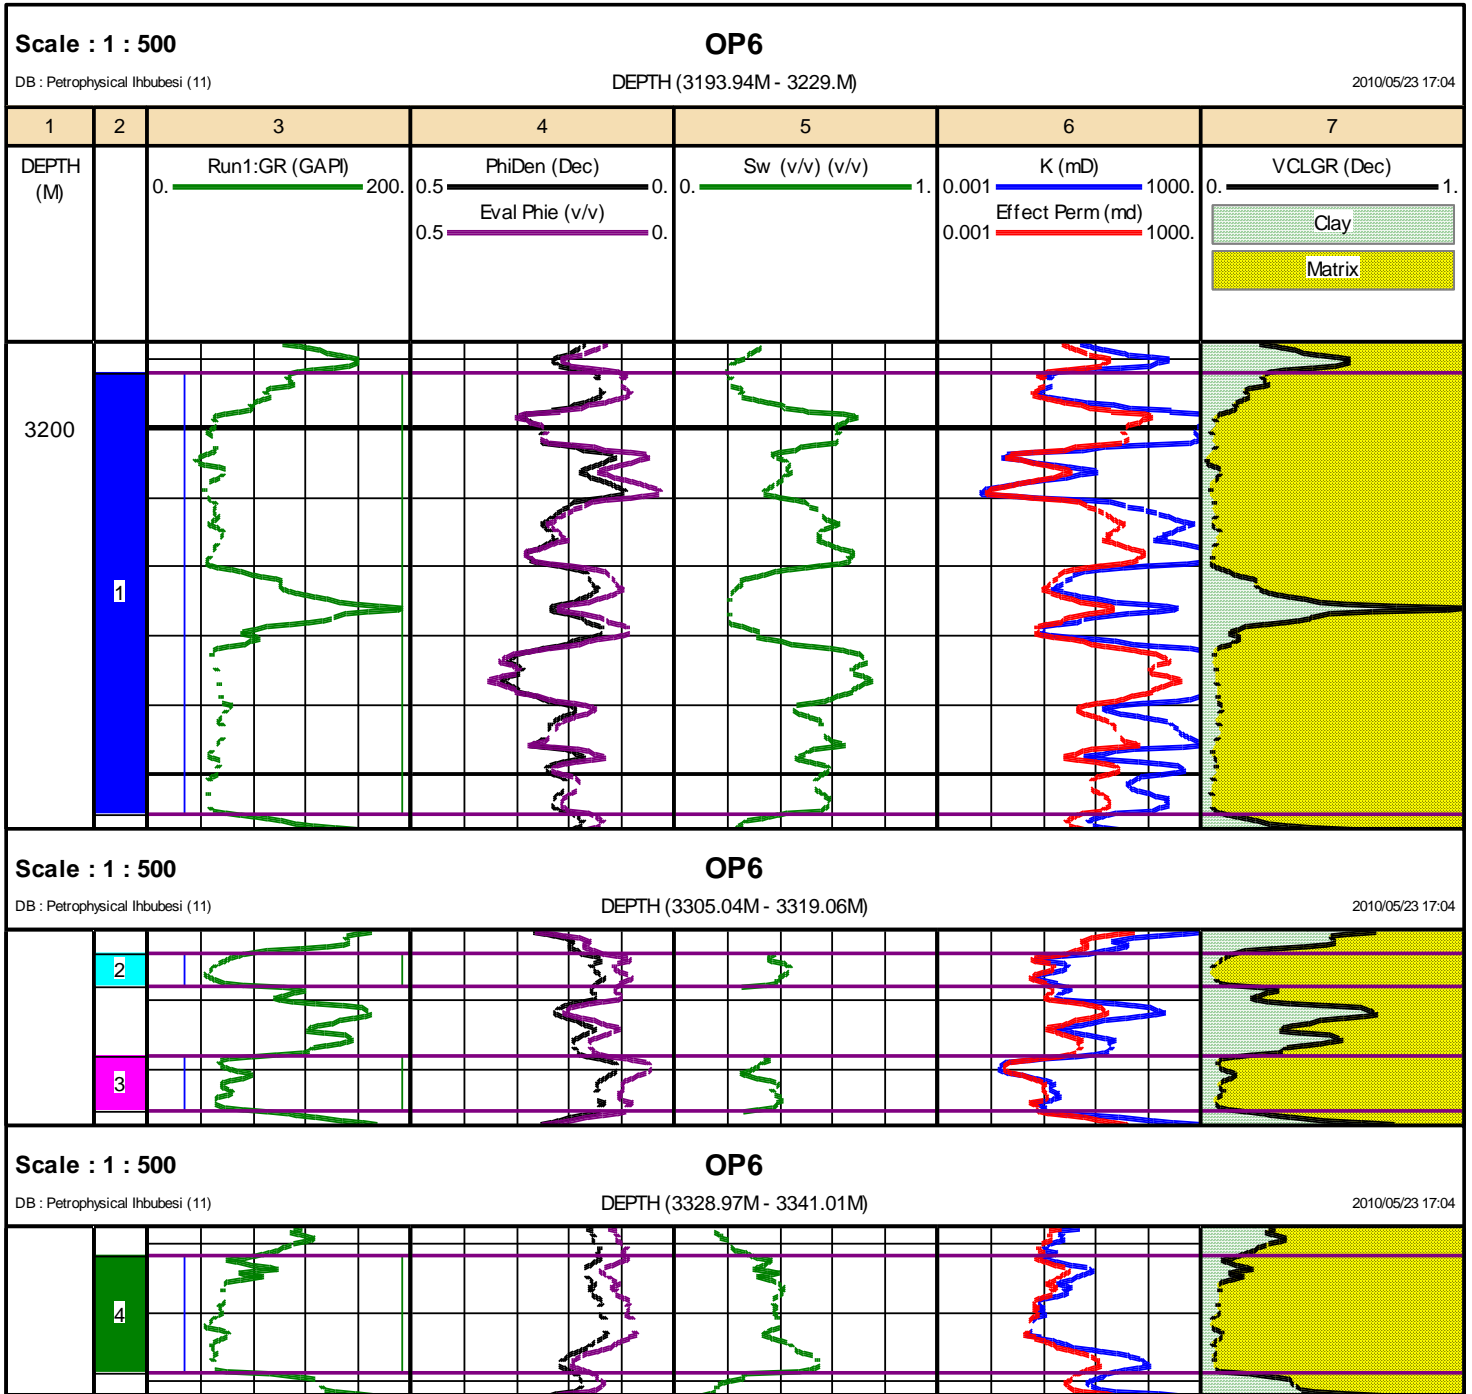 Scale : 1 : 500
OP6
DB : Petrophysical Ihbubesi (11)
DEPTH (3193.94M - 3229.M)
2010/05/23 17:04
1 2 3 4 5 6 7
DEPTH (M)
Run1:GR (GAPI)
0. 200.
PhiDen (Dec)
0.5 0.
Eval Phie (v/v)
0.5 0.
Sw (v/v) (v/v)
0. 1.
K (mD)
0.001 1000.
Effect Perm (md)
0.001 1000.
VCLGR (Dec)
0. 1.
Clay
Matrix
3200
1
Scale : 1 : 500
OP6
DB : Petrophysical Ihbubesi (11)
DEPTH (3305.04M - 3319.06M)
2010/05/23 17:04
2
3
Scale : 1 : 500
OP6
DB : Petrophysical Ihbubesi (11)
DEPTH (3328.97M - 3341.01M)
2010/05/23 17:04
4